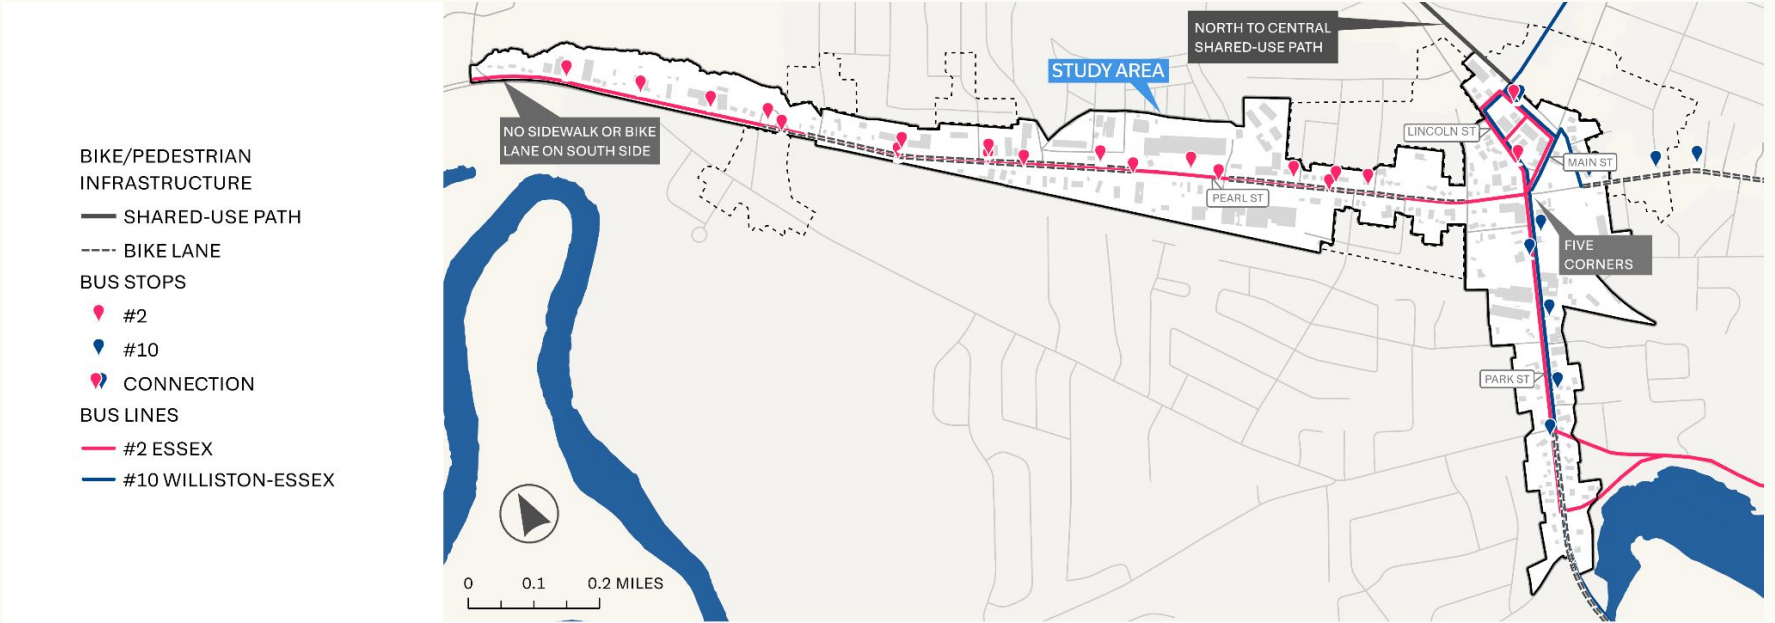 BIKE/PEDESTRIAN
INFRASTRUCTURE
SHARED-USE PATH
BIKE LANE
BUS STOPS
#2
#10
CONNECTION
BUS LINES
#2 ESSEX
#10 WILLISTON-ESSEX
NORTH TO CENTRAL
SHARED-USE PATH
STUDY AREA
NO SIDEWALK OR BIKE
LANE ON SOUTH SIDE
LINCOLN ST
MAIN ST
PEARL ST
FIVE
CORNERS
PARK ST
0 0.1 0.2 MILES